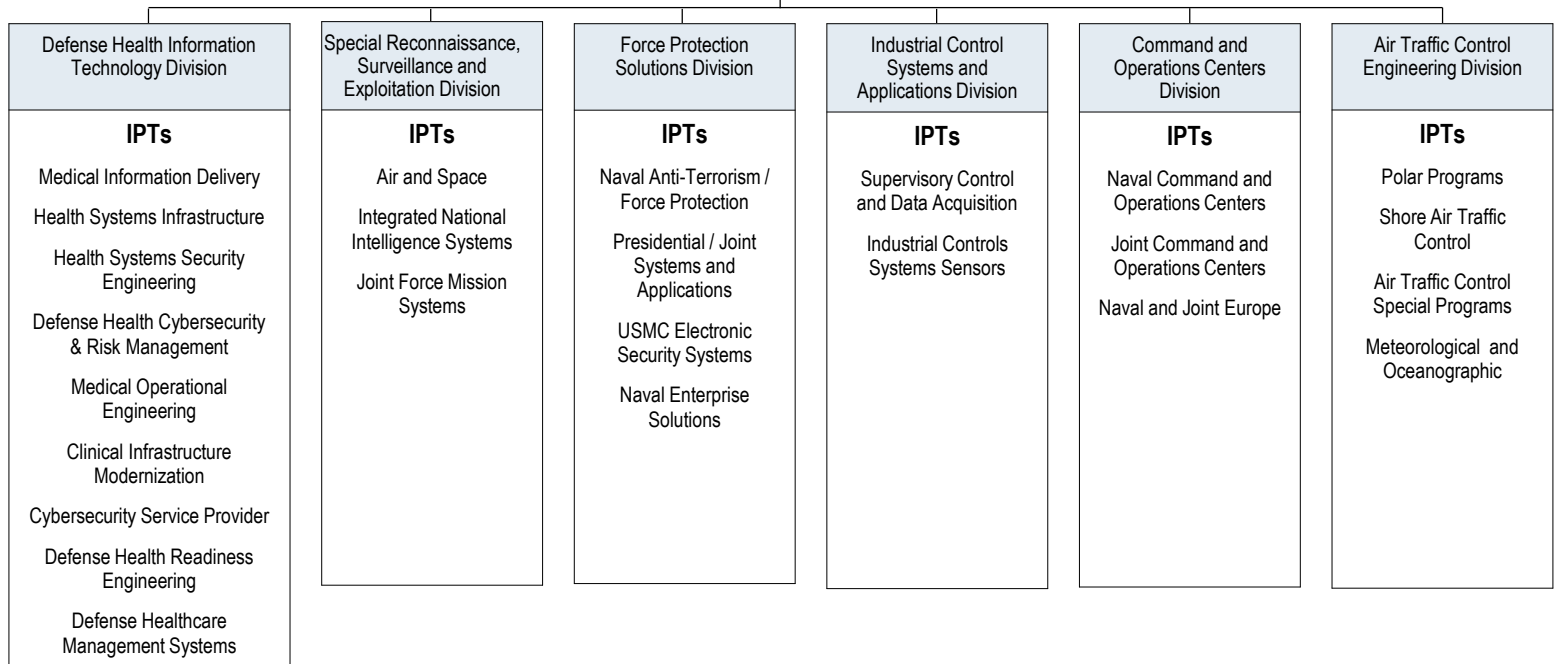 Defense Health Information
Technology Division
IPTs
Medical Information Delivery
Health Systems Infrastructure
Health Systems Security
Engineering
Defense Health Cybersecurity
& Risk Management
Medical Operational
Engineering
Clinical Infrastructure
Modernization
Cybersecurity Service Provider
Defense Health Readiness
Engineering
Defense Healthcare
Management Systems
Special Reconnaissance,
Surveillance and
Exploitation Division
IPTs
Air and Space
Integrated National
Intelligence Systems
Joint Force Mission
Systems
Force Protection
Solutions Division
IPTs
Naval Anti-Terrorism /
Force Protection
Presidential / Joint
Systems and
Applications
USMC Electronic
Security Systems
Naval Enterprise
Solutions
Industrial Control
Systems and
Applications Division
IPTs
Supervisory Control
and Data Acquisition
Industrial Controls
Systems Sensors
Command and
Operations Centers
Division
IPTs
Naval Command and
Operations Centers
Joint Command and
Operations Centers
Naval and Joint Europe
Air Traffic Control
Engineering Division
IPTs
Polar Programs
Shore Air Traffic
Control
Air Traffic Control
Special Programs
Meteorological and
Oceanographic